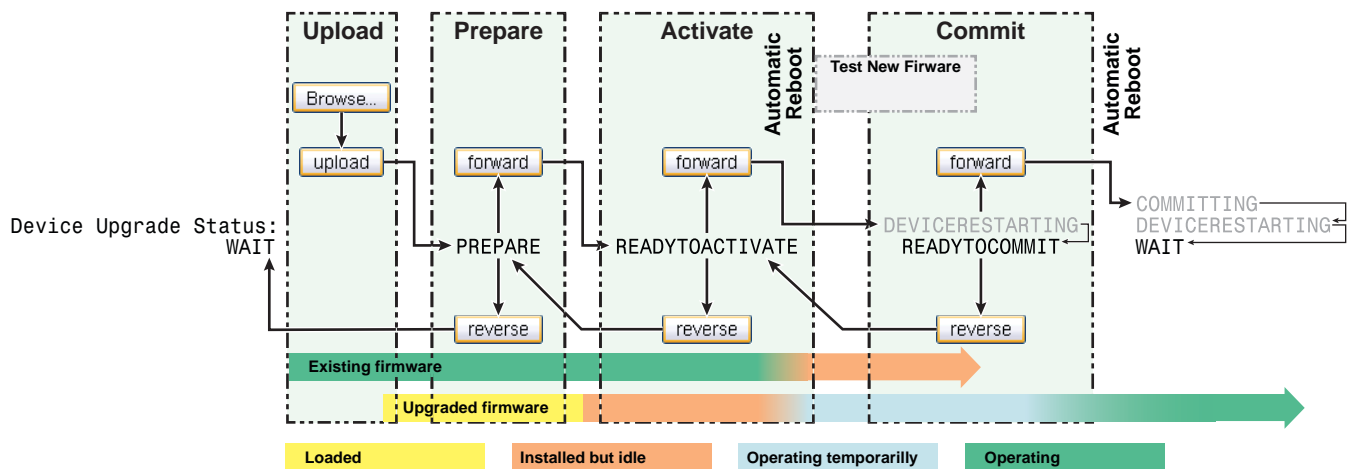 Upload
Prepare
Activate
Commit
Automatic
Reboot
Test New Firware
Automatic
Reboot
Browse...
upload
forward
forward
forward
Device Upgrade Status:
WAIT
PREPARE
READYTOACTIVATE
DEVICERESTARTING
READYTOCOMMIT
COMMITTING
DEVICERESTARTING
WAIT
reverse
reverse
reverse
Existing firmware
Upgraded firmware
Loaded
Installed but idle
Operating temporarilly
Operating